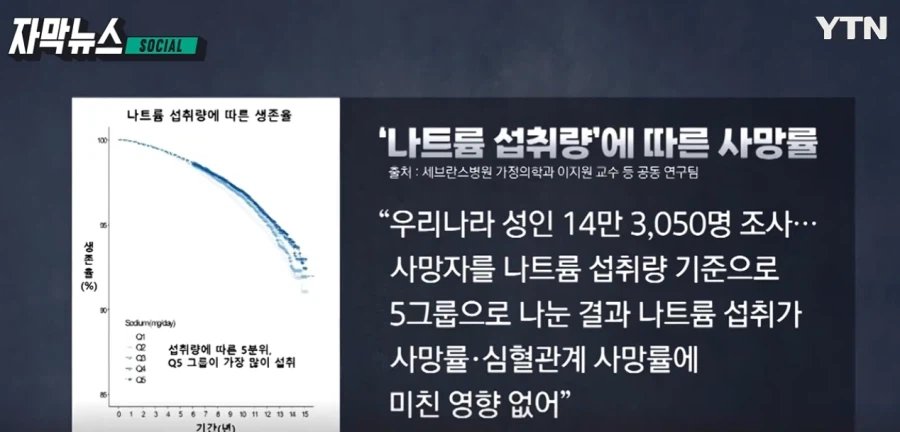 자막뉴스
SOCIAL
YTN
나트륨 섭취량에 따른 생존율
100
95
90
85
생존율
(%)
Sodium(mg/day)
Q1
Q2
Q3
Q4
Q5
섭취량에 따른 5분위,
Q5 그룹이 가장 많이 섭취
0 1 2 3 4 5 6 7 8 9 10 11 12 13 14 15
기간(년)
‘나트륨 섭취량’에 따른 사망률
출처 : 세브란스병원 가정의학과 이지원 교수 등 공동 연구팀
“우리나라 성인 14만 3,050명 조사…
사망자를 나트륨 섭취량 기준으로
5그룹으로 나눈 결과 나트륨 섭취가
사망률·심혈관계 사망률에
미친 영향 없어”